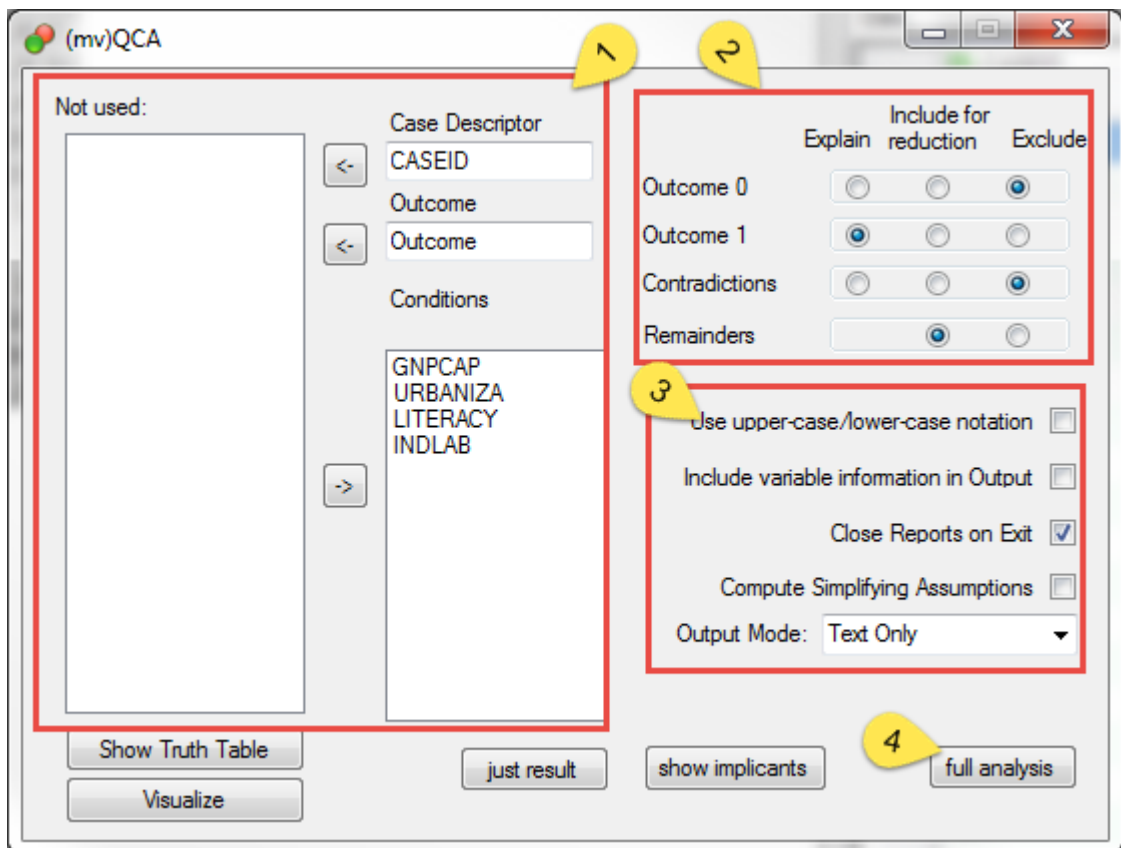 (mv)QCA
1
2
Not used:
Case Descriptor
<-
CASEID
Outcome
<-
Outcome
Conditions
GNPCAP
URBANIZA
LITERACY
INDLAB
->
Include for
Explain reduction Exclude
Outcome 0
Outcome 1
Contradictions
Remainders
3
Use upper-case/lower-case notation
Include variable information in Output
Close Reports on Exit
Compute Simplifying Assumptions
Output Mode: Text Only
4
Show Truth Table
just result
show implicants
full analysis
Visualize